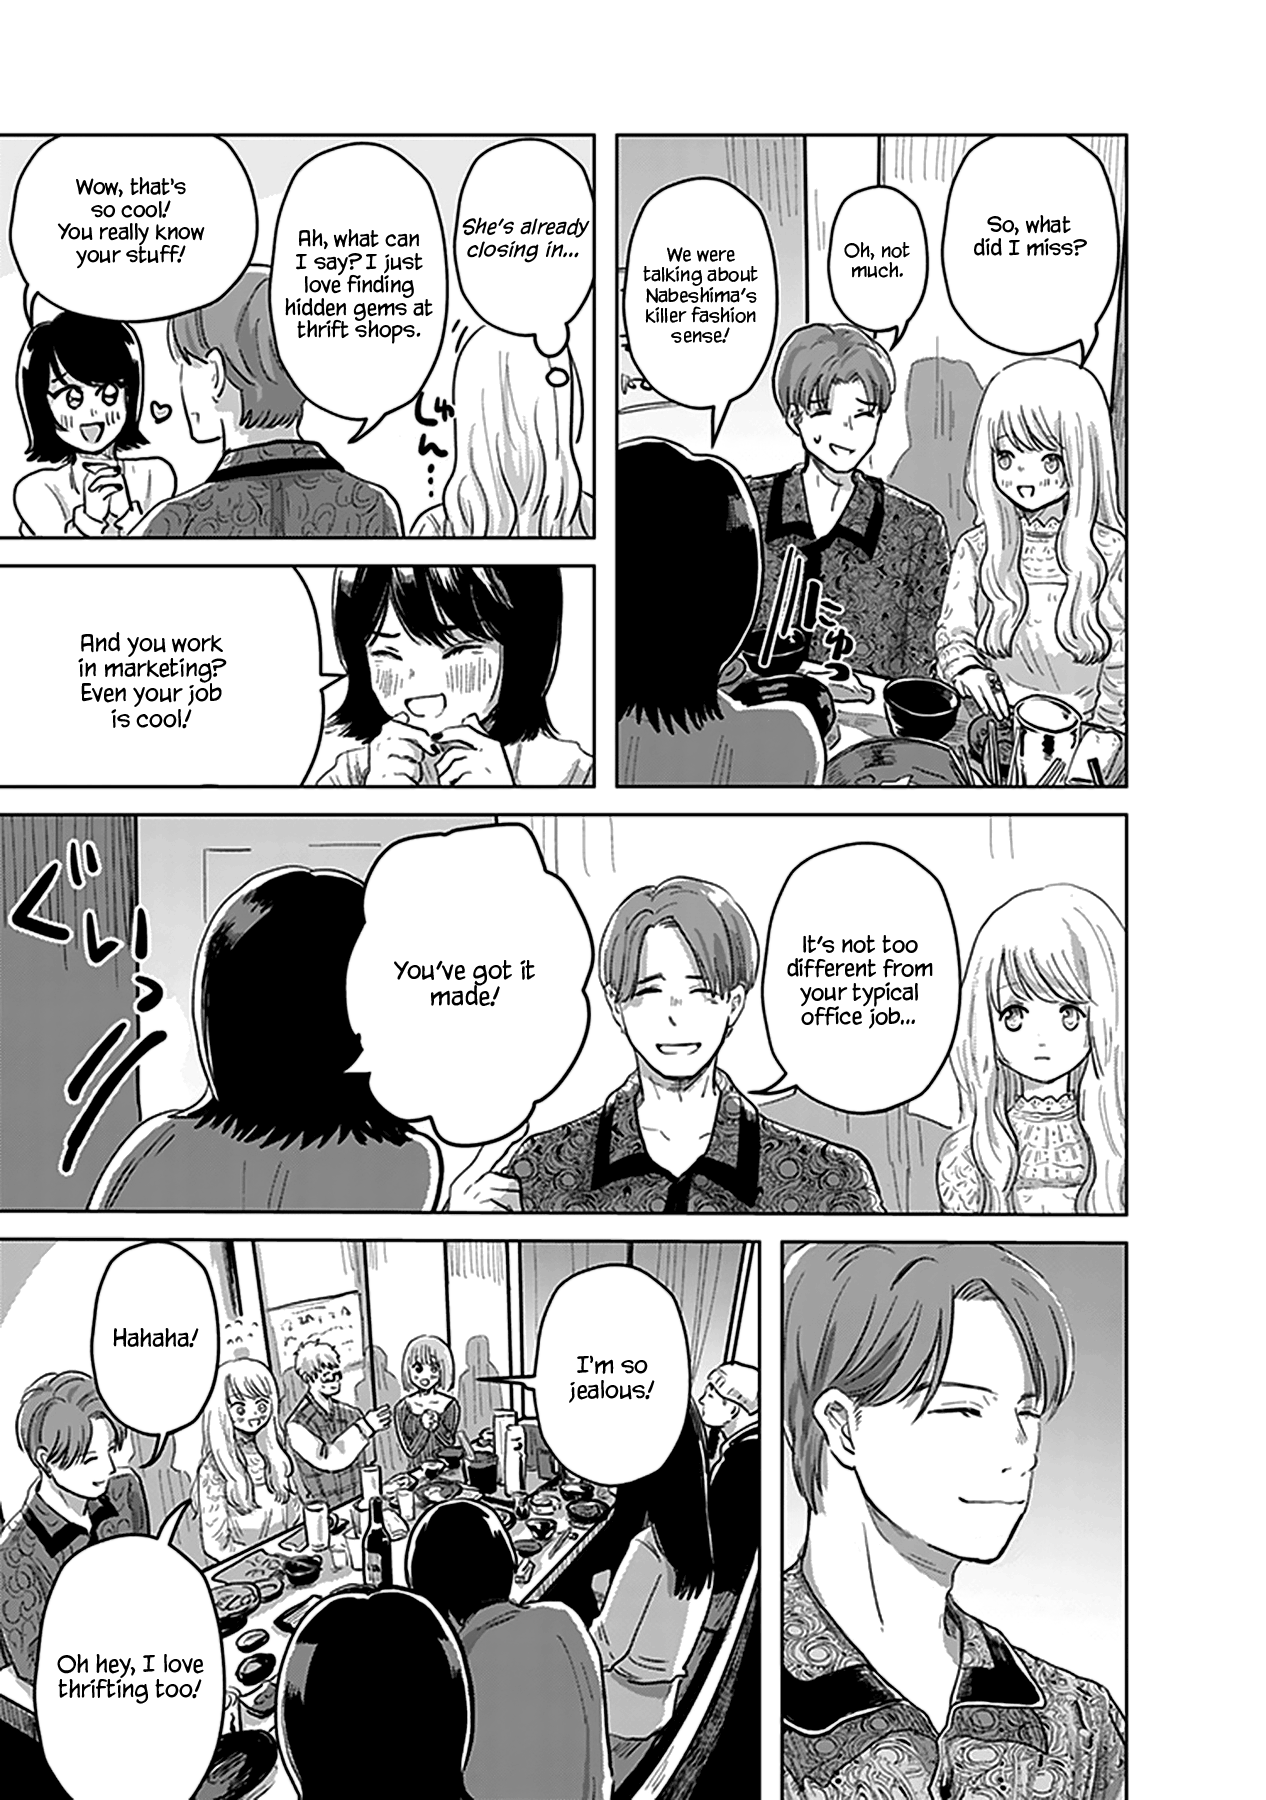 So, what
did I miss?
Oh, not
much.
We were
talking about
Nabeshima's
killer fashion
sense!
にゅっ
She's already
closing in...
しゅん…
Ah, what can
I say? I just
love finding
hidden gems at
thrift shops.
Wow, that's
so cool!
You really know
your stuff!
And you work
in marketing?
Even your job
is cool!
It's not too
different from
your typical
office job...
You've got it
made!
ぐいっ
I'm so
jealous!
Hahaha!
Oh hey, I love
thrifting too!